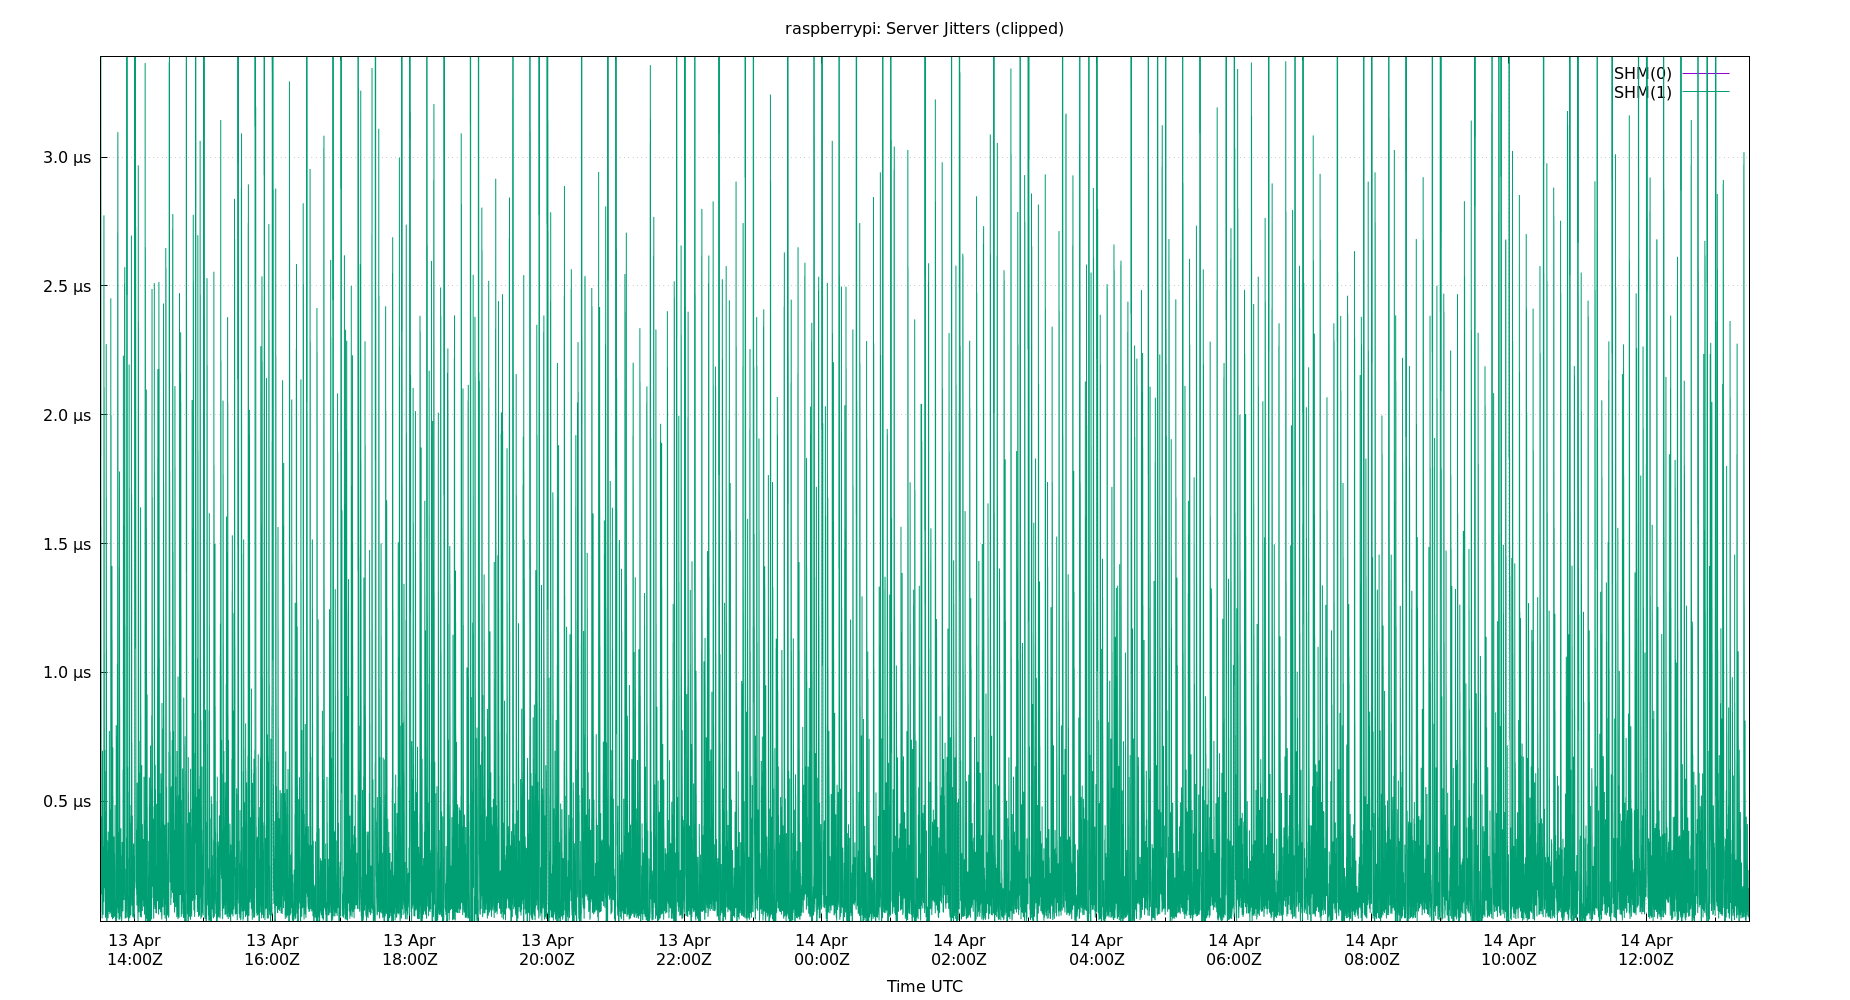 raspberrypi: Server Jitters (clipped)
SHM(0)
SHM(1)
3.0 µs
2.5 µs
2.0 µs
1.5 µs
1.0 µs
0.5 µs
13 Apr 13 Apr 13 Apr 13 Apr 13 Apr 14 Apr 14 Apr 14 Apr 14 Apr 14 Apr 14 Apr 14 Apr
14:00Z 16:00Z 18:00Z 20:00Z 22:00Z 00:00Z 02:00Z 04:00Z 06:00Z 08:00Z 10:00Z 12:00Z
Time UTC